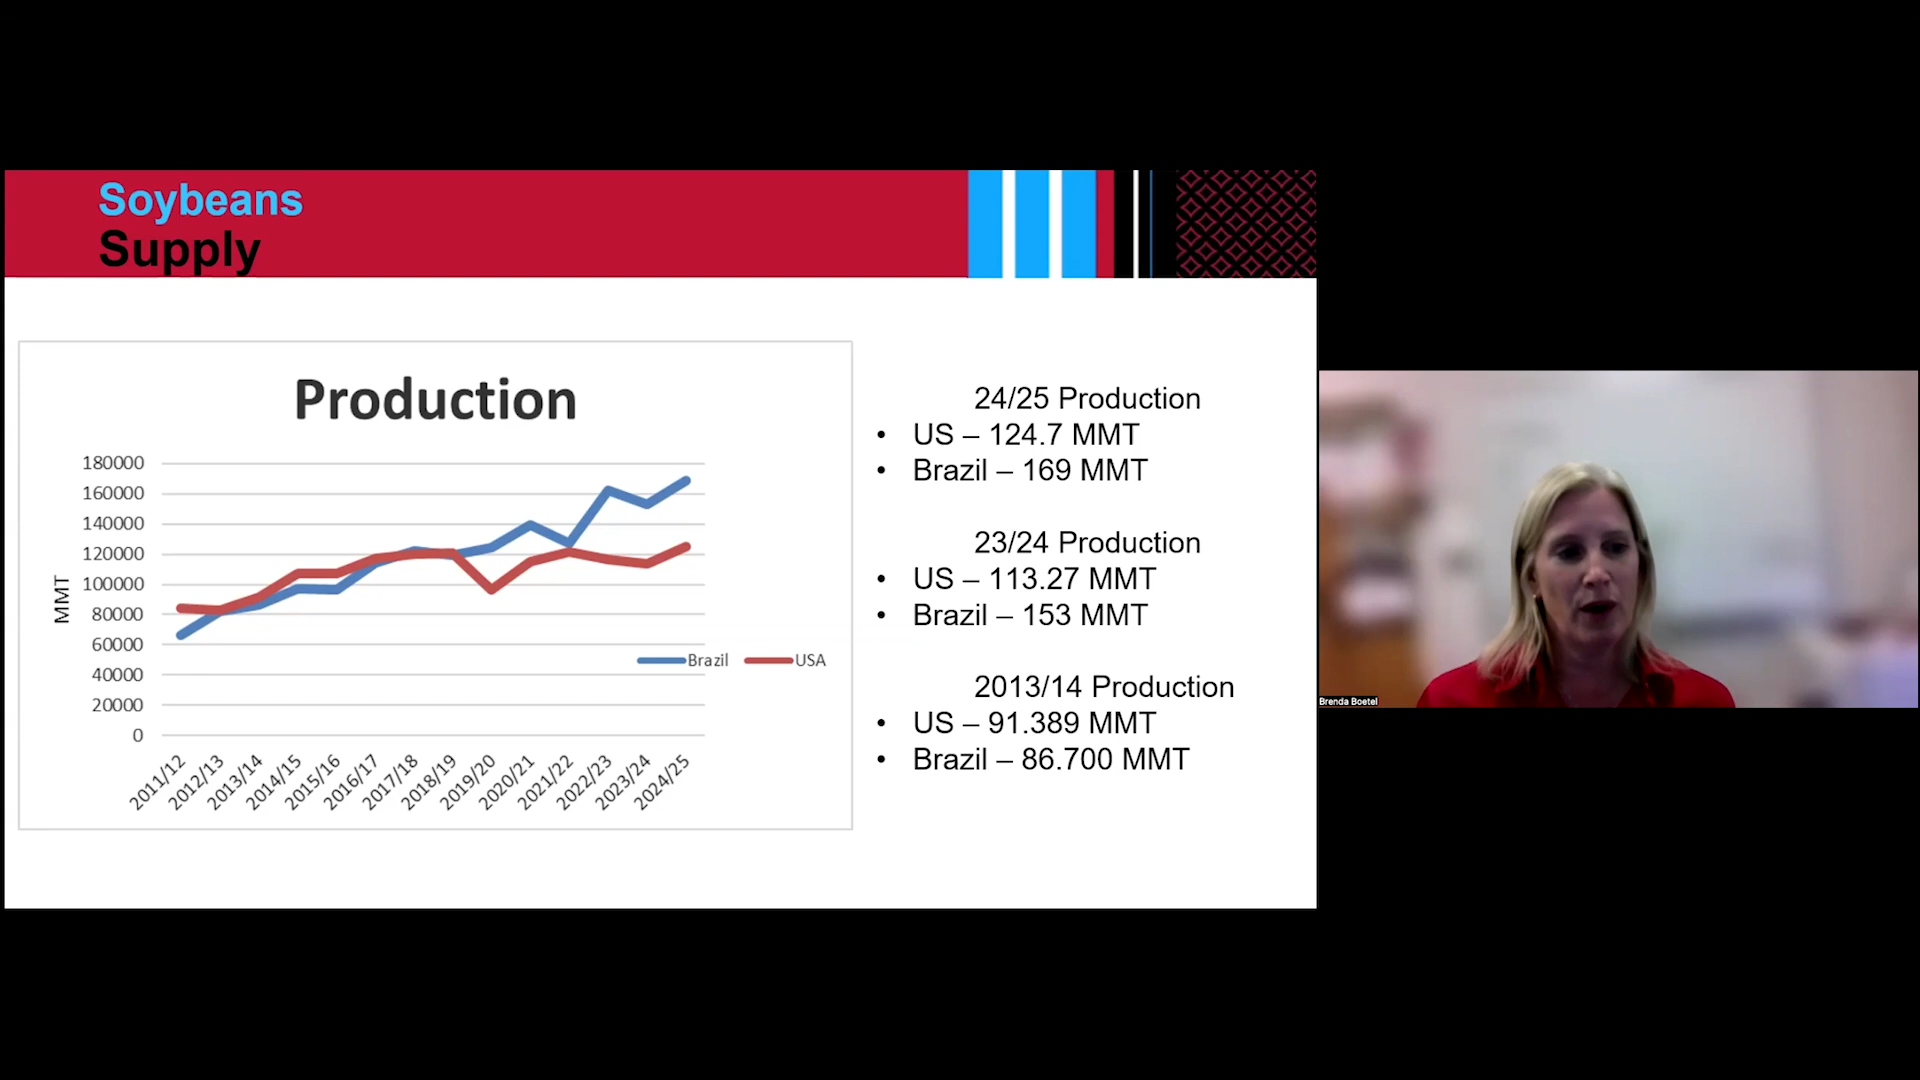 Soybeans
Supply
Production
180000
160000
140000
120000
100000
80000
60000
40000
20000
0
MMT
Brazil USA
2011/12 2012/13 2013/14 2014/15 2015/16 2016/17 2017/18 2018/19 2019/20 2020/21 2021/22 2022/23 2023/24 2024/25
24/25 Production
• US – 124.7 MMT
• Brazil – 169 MMT
23/24 Production
• US – 113.27 MMT
• Brazil – 153 MMT
2013/14 Production
• US – 91.389 MMT
• Brazil – 86.700 MMT
Brenda Boetel